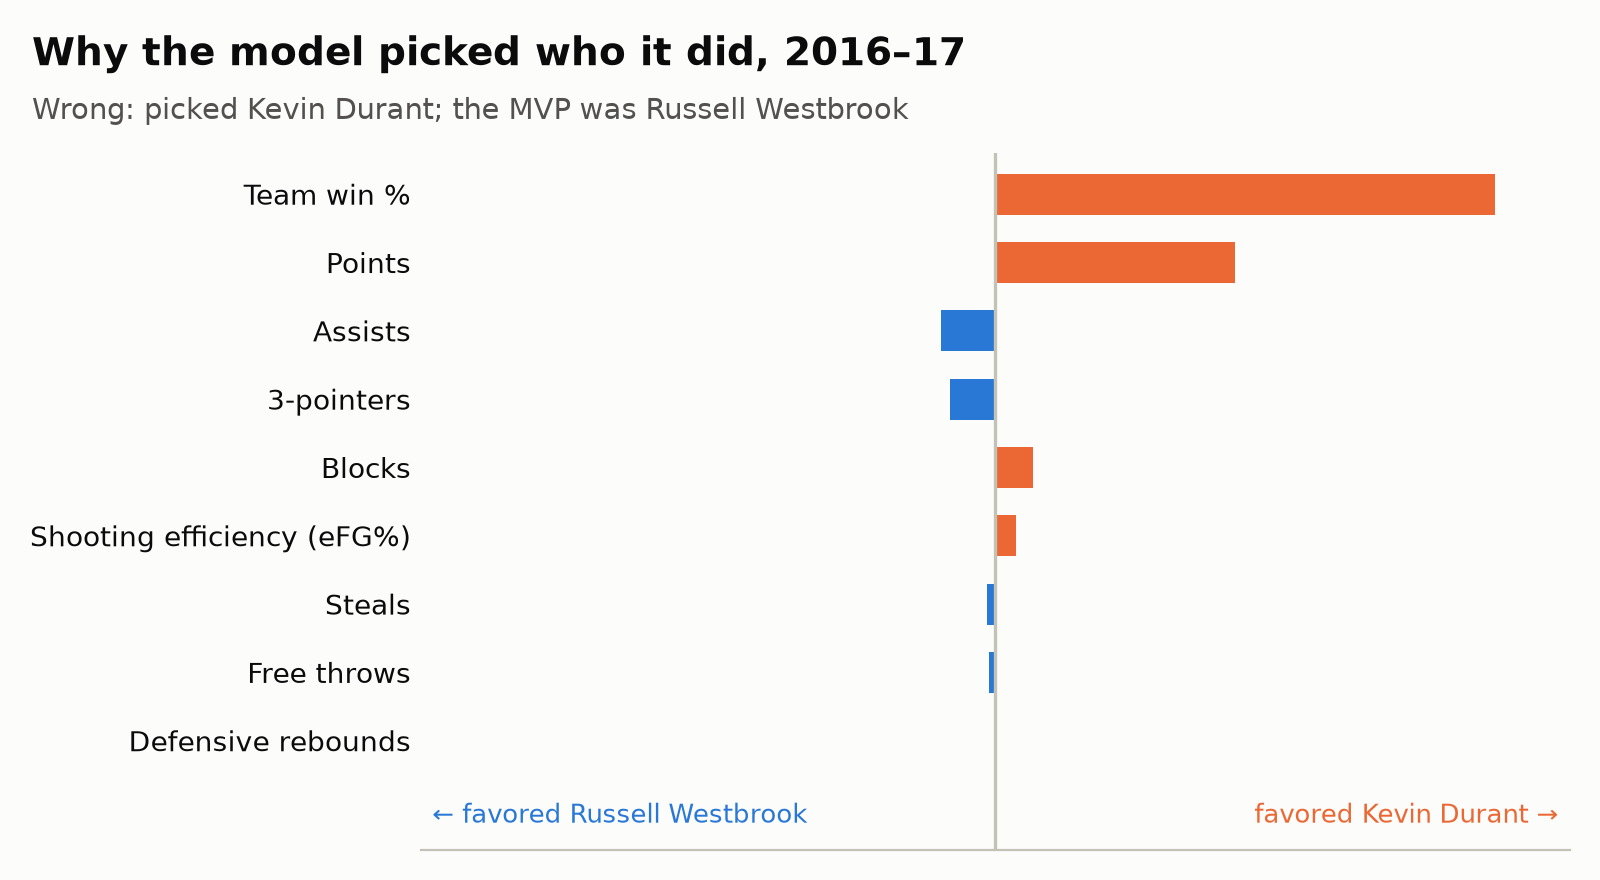 Why the model picked who it did, 2016–17
Wrong: picked Kevin Durant; the MVP was Russell Westbrook
Team win %
Points
Assists
3-pointers
Blocks
Shooting efficiency (eFG%)
Steals
Free throws
Defensive rebounds
← favored Russell Westbrook
favored Kevin Durant →